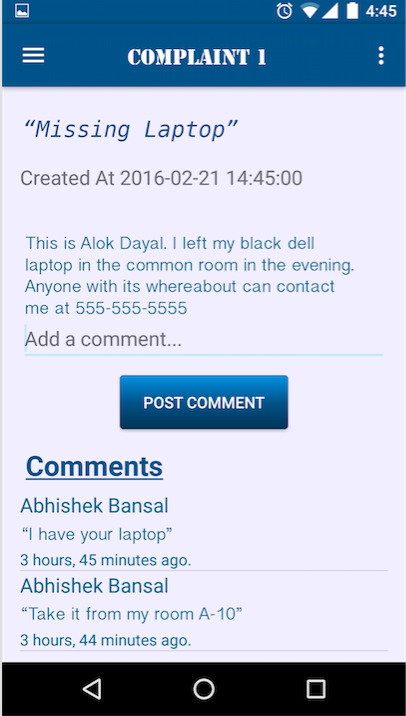 4:45
COMPLAINT 1
“Missing Laptop”
Created At 2016-02-21 14:45:00
This is Alok Dayal. I left my black dell
laptop in the common room in the evening.
Anyone with its whereabout can contact
me at 555-555-5555
Add a comment...
POST COMMENT
Comments
Abhishek Bansal
“I have your laptop”
3 hours, 45 minutes ago.
Abhishek Bansal
“Take it from my room A-10”
3 hours, 44 minutes ago.